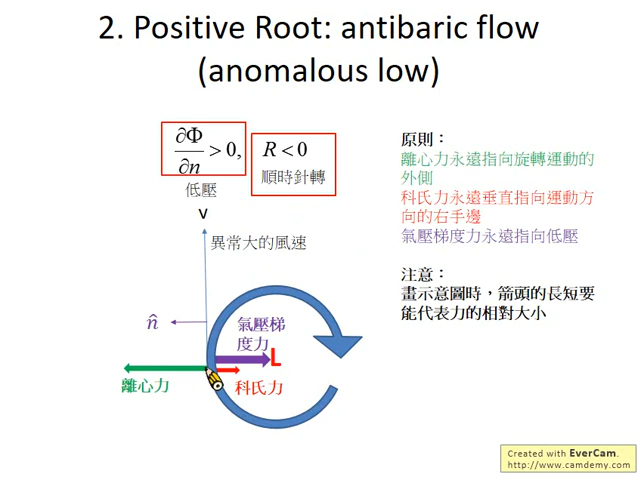 2. Positive Root: antibaric flow
(anomalous low)
∂Φ/∂n > 0,
低壓
R < 0
順時針轉
V
異常大的風速
n̂
氣壓梯
度力
L
離心力
科氏力
原則：
離心力永遠指向旋轉運動的
外側
科氏力永遠垂直指向運動方
向的右手邊
氣壓梯度力永遠指向低壓
注意：
畫示意圖時，箭頭的長短要
能代表力的相對大小
Created with EverCam.
http://www.camdemy.com